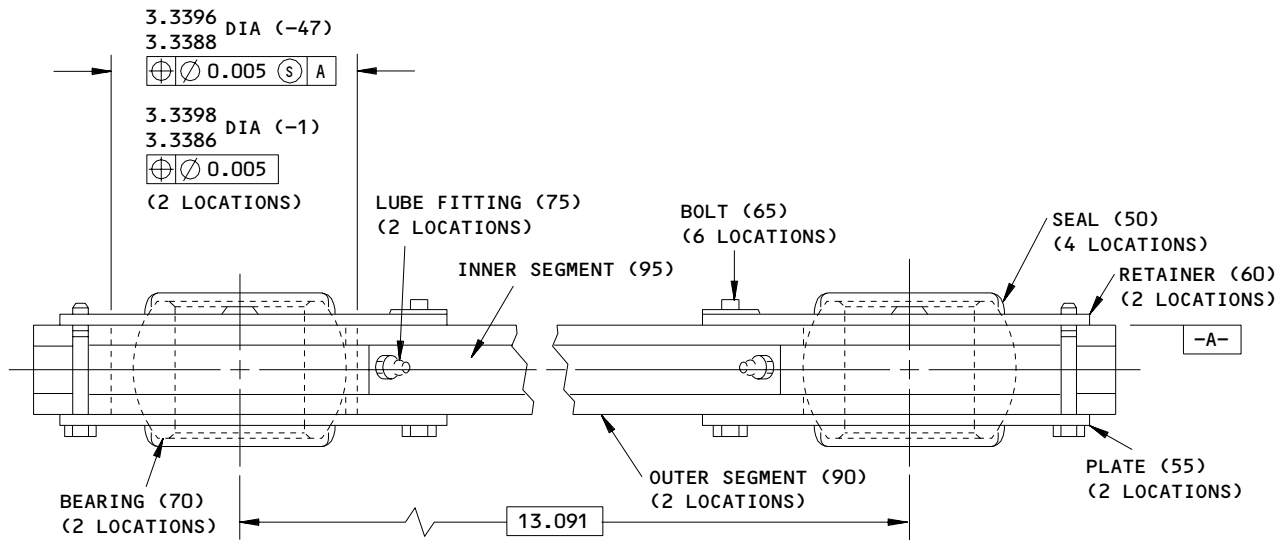 3.3396
3.3388 DIA (-47)
⌖ ⌀ 0.005 Ⓢ A
3.3398
3.3386 DIA (-1)
⌖ ⌀ 0.005
(2 LOCATIONS)
LUBE FITTING (75)
(2 LOCATIONS)
INNER SEGMENT (95)
BOLT (65)
(6 LOCATIONS)
SEAL (50)
(4 LOCATIONS)
RETAINER (60)
(2 LOCATIONS)
-A-
BEARING (70)
(2 LOCATIONS)
OUTER SEGMENT (90)
(2 LOCATIONS)
PLATE (55)
(2 LOCATIONS)
13.091